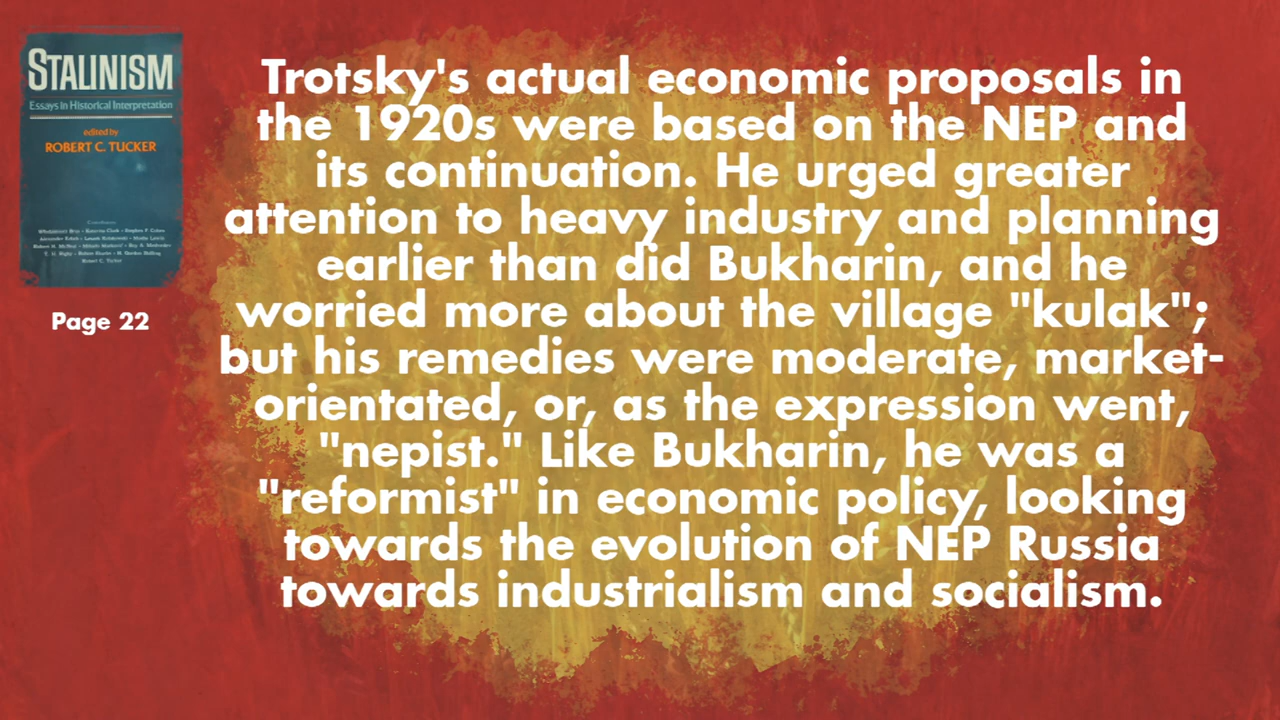 STALINISM
Essays in Historical Interpretation
edited by
ROBERT C. TUCKER
Page 22
Trotsky's actual economic proposals in
the 1920s were based on the NEP and
its continuation. He urged greater
attention to heavy industry and planning
earlier than did Bukharin, and he
worried more about the village "kulak";
but his remedies were moderate, market-
orientated, or, as the expression went,
"nepist." Like Bukharin, he was a
"reformist" in economic policy, looking
towards the evolution of NEP Russia
towards industrialism and socialism.